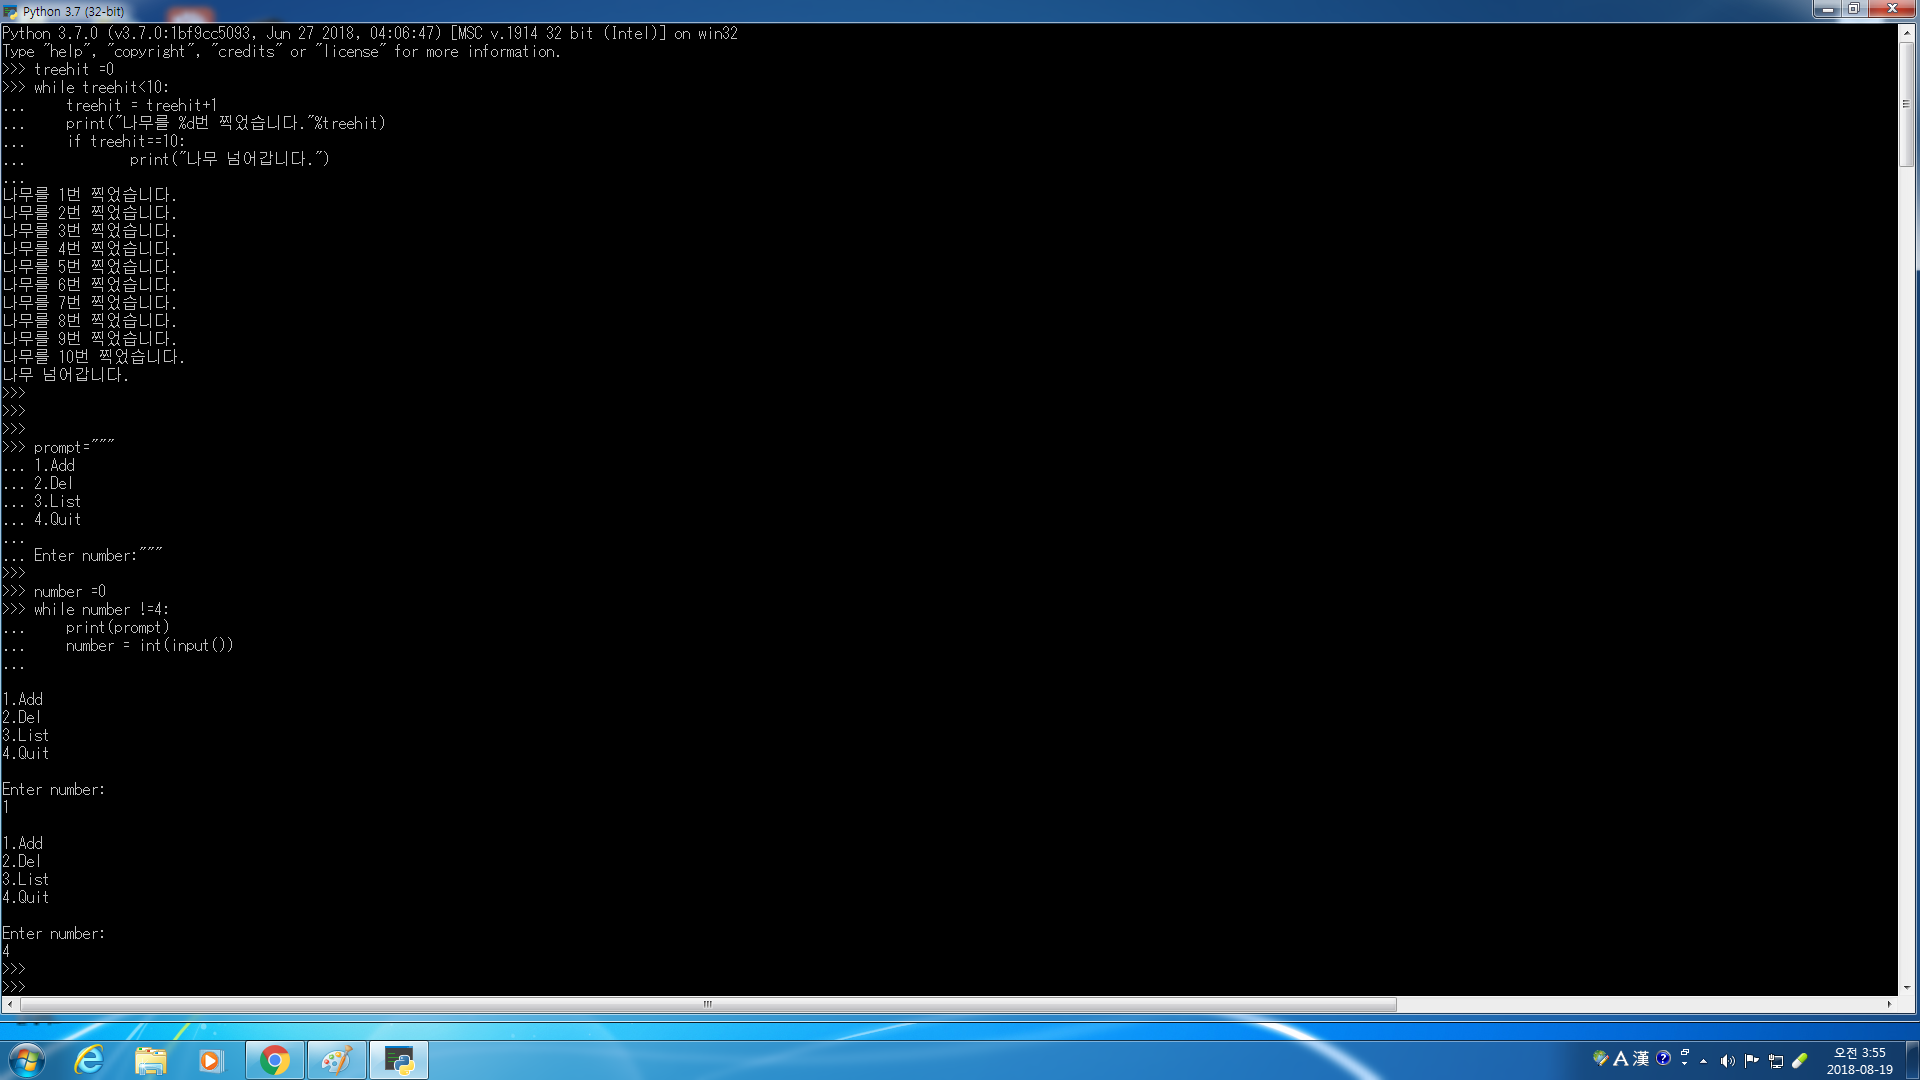 Python 3.7 (32-bit)
Python 3.7.0 (v3.7.0:1bf9cc5093, Jun 27 2018, 04:06:47) [MSC v.1914 32 bit (Intel)] on win32
Type "help", "copyright", "credits" or "license" for more information.
>>> treehit =0
>>> while treehit<10:
...     treehit = treehit+1
...     print("나무를 %d번 찍었습니다."%treehit)
...     if treehit==10:
...             print("나무 넘어갑니다.")
...
나무를 1번 찍었습니다.
나무를 2번 찍었습니다.
나무를 3번 찍었습니다.
나무를 4번 찍었습니다.
나무를 5번 찍었습니다.
나무를 6번 찍었습니다.
나무를 7번 찍었습니다.
나무를 8번 찍었습니다.
나무를 9번 찍었습니다.
나무를 10번 찍었습니다.
나무 넘어갑니다.
>>>
>>>
>>>
>>> prompt="""
... 1.Add
... 2.Del
... 3.List
... 4.Quit
...
... Enter number:"""
>>>
>>> number =0
>>> while number !=4:
...     print(prompt)
...     number = int(input())
...
1.Add
2.Del
3.List
4.Quit
Enter number:
1
1.Add
2.Del
3.List
4.Quit
Enter number:
4
>>>
>>>
A 漢
오전 3:55
2018-08-19